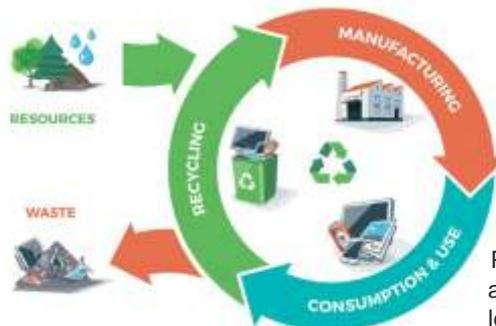 MANUFACTURING
RESOURCES
RECYCLING
WASTE
CONSUMPTION & USE